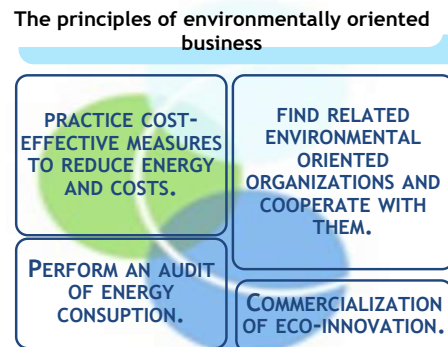 The principles of environmentally oriented
business
PRACTICE COST-
EFFECTIVE MEASURES
TO REDUCE ENERGY
AND COSTS.
FIND RELATED
ENVIRONMENTAL
ORIENTED
ORGANIZATIONS AND
COOPERATE WITH
THEM.
PERFORM AN AUDIT
OF ENERGY
CONSUPTION.
COMMERCIALIZATION
OF ECO-INNOVATION.